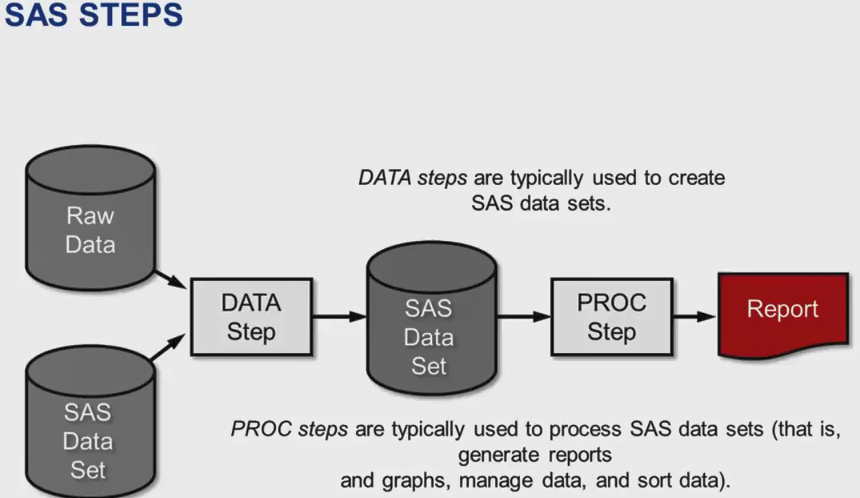 SAS STEPS
DATA steps are typically used to create
SAS data sets.
Raw
Data
DATA
Step
SAS
Data
Set
PROC
Step
Report
SAS
Data
Set
PROC steps are typically used to process SAS data sets (that is,
generate reports
and graphs, manage data, and sort data).